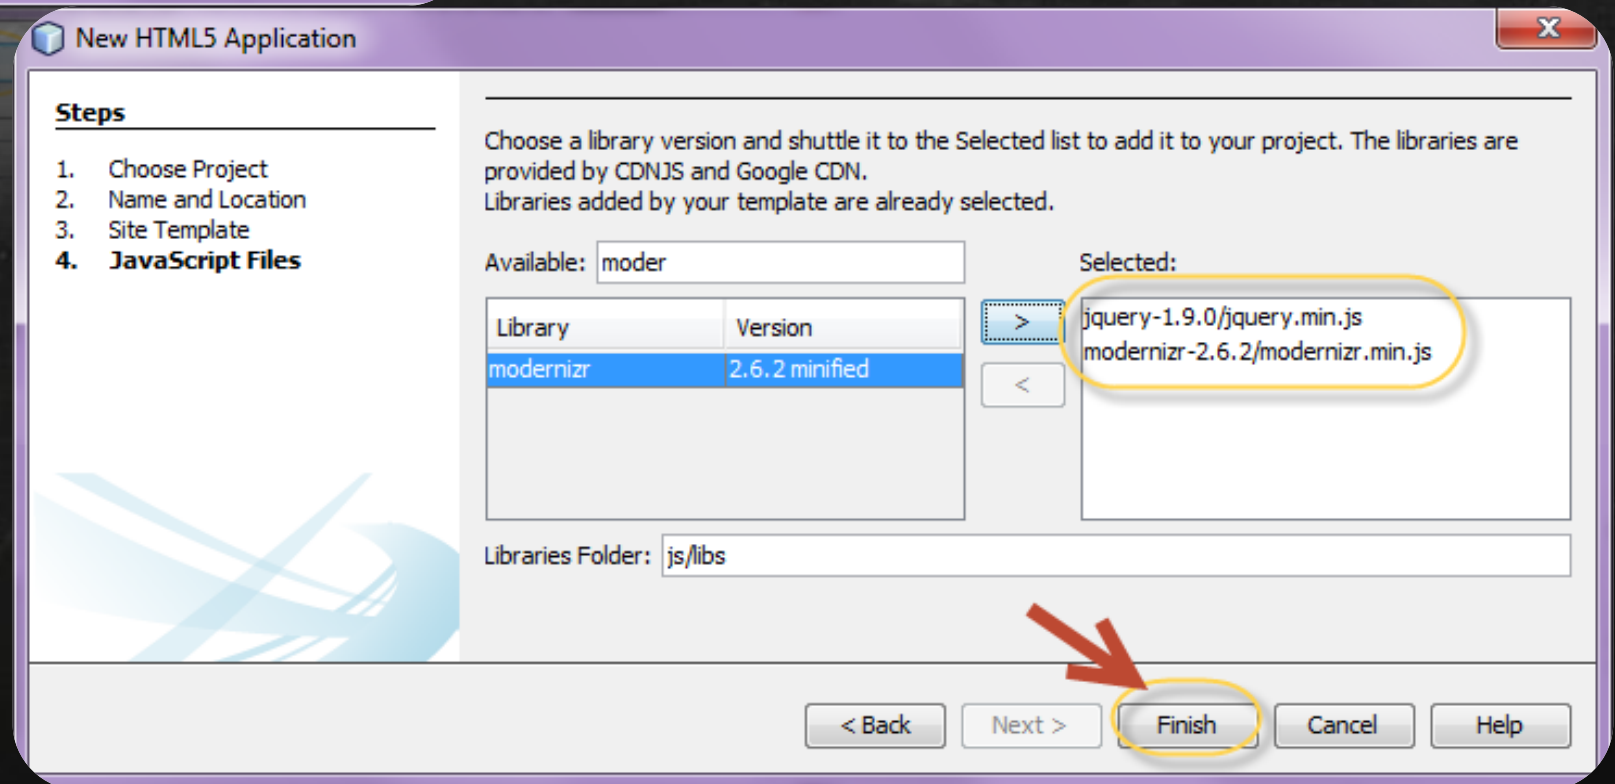 New HTML5 Application
X
Steps
1. Choose Project
2. Name and Location
3. Site Template
4. JavaScript Files
Choose a library version and shuttle it to the Selected list to add it to your project. The libraries are
provided by CDNJS and Google CDN.
Libraries added by your template are already selected.
Available: moder
Selected:
Library Version
modernizr 2.6.2 minified
>
<
jquery-1.9.0/jquery.min.js
modernizr-2.6.2/modernizr.min.js
Libraries Folder: js/libs
< Back Next > Finish Cancel Help